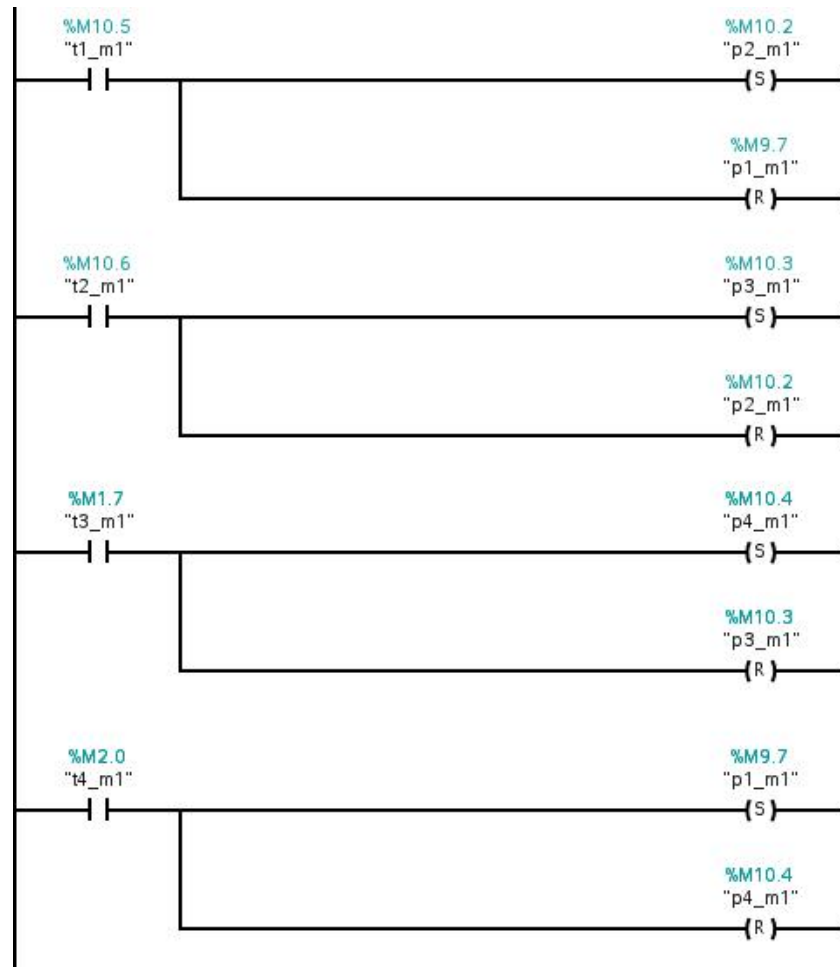 %M10.5
"t1_m1"
%M10.2
"p2_m1"
S
%M9.7
"p1_m1"
R
%M10.6
"t2_m1"
%M10.3
"p3_m1"
S
%M10.2
"p2_m1"
R
%M1.7
"t3_m1"
%M10.4
"p4_m1"
S
%M10.3
"p3_m1"
R
%M2.0
"t4_m1"
%M9.7
"p1_m1"
S
%M10.4
"p4_m1"
R